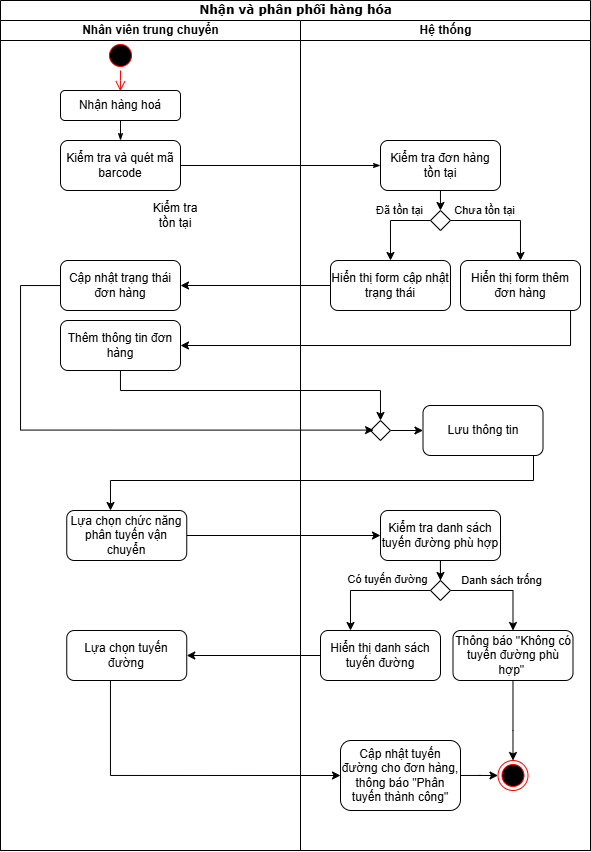 Nhận và phân phối hàng hóa
Nhân viên trung chuyển
Hệ thống
Nhận hàng hoá
Kiểm tra và quét mã
barcode
Kiểm tra đơn hàng
tồn tại
Kiểm tra
tồn tại
Đã tồn tại
Chưa tồn tại
Cập nhật trạng thái
đơn hàng
Hiển thị form cập nhật
trạng thái
Hiển thị form thêm
đơn hàng
Thêm thông tin đơn
hàng
Lưu thông tin
Lựa chọn chức năng
phân tuyến vận
chuyển
Kiểm tra danh sách
tuyến đường phù hợp
Có tuyến đường
Danh sách trống
Lựa chọn tuyến
đường
Hiển thị danh sách
tuyến đường
Thông báo "Không có
tuyến đường phù
hợp"
Cập nhật tuyến
đường cho đơn hàng,
thông báo "Phân
tuyến thành công"